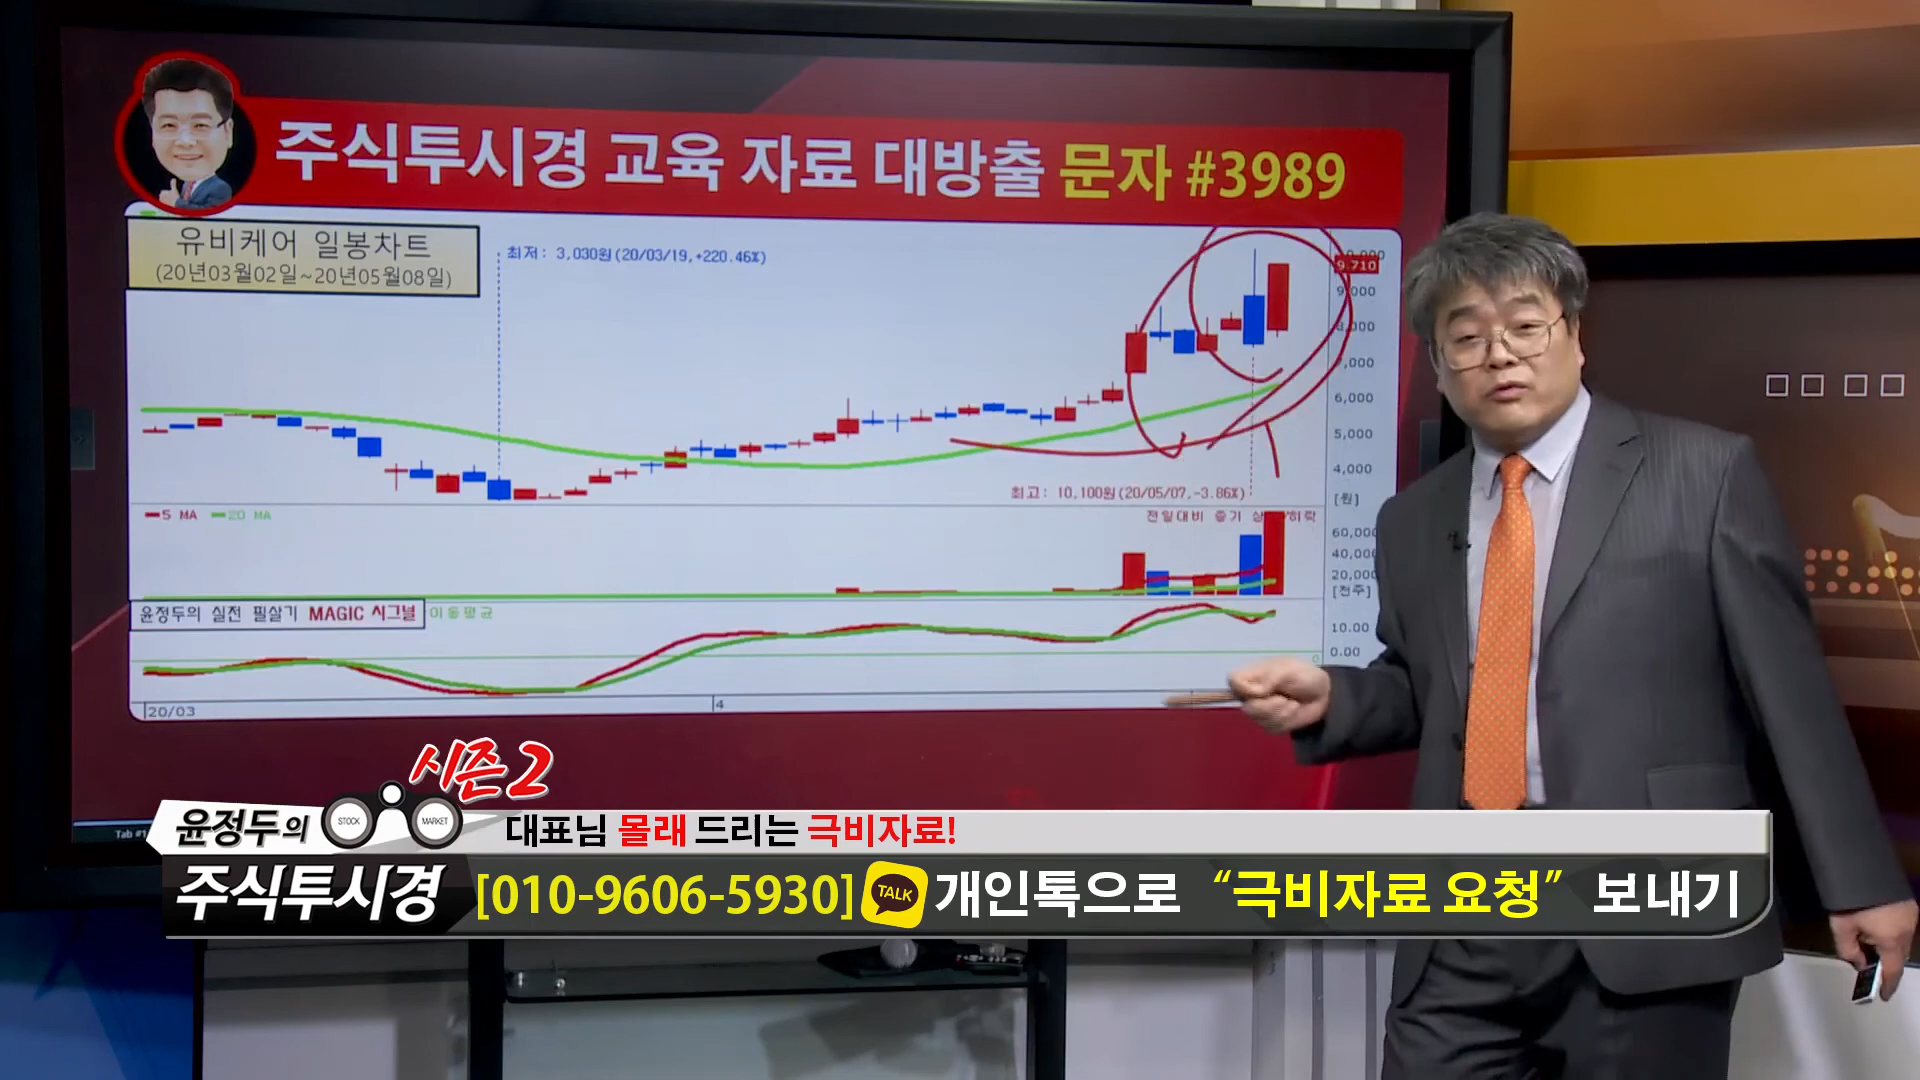 주식투시경 교육 자료 대방출 문자 #3989
유비케어 일봉차트
(20년03월02일~20년05월08일)
최저: 3,030원(20/03/19,+220.46%)
9.710
9,000
8,000
7,000
6,000
5,000
4,000
[원]
최고: 10,100원(20/05/07,-3.86%)
5 MA 20 MA
전일대비 증가
하락
60,000
40,000
20,000
[천주]
윤정두의 실전 필살기 MAGIC 시그널 이동평균
10.00
0.00
0
20/03
4
Tab #1
시즌2
윤정두의
STOCK
MARKET
주식투시경
대표님 몰래 드리는 극비자료!
[010-9606-5930] TALK 개인톡으로 “극비자료 요청” 보내기